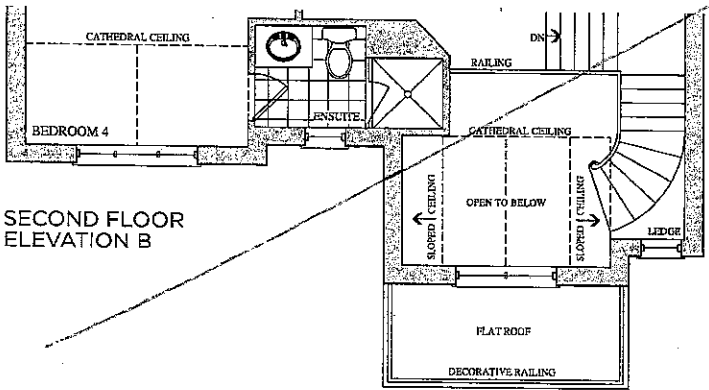 CATHEDRAL CEILING
DN
RAILING
BEDROOM 4
ENSUITE
CATHEDRAL CEILING
SLOPED CEILING
OPEN TO BELOW
SLOPED CEILING
SECOND FLOOR
ELEVATION B
LEDGE
FLAT ROOF
DECORATIVE RAILING